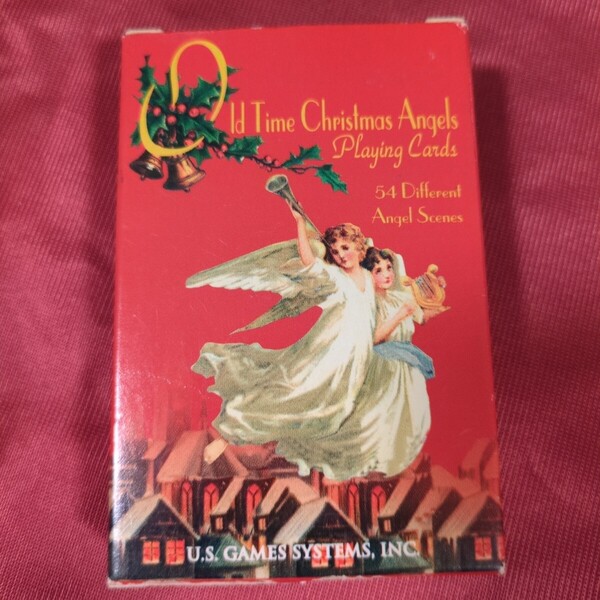 Old Time Christmas Angels
Playing Cards
54 Different
Angel Scenes
U.S. GAMES SYSTEMS, INC.